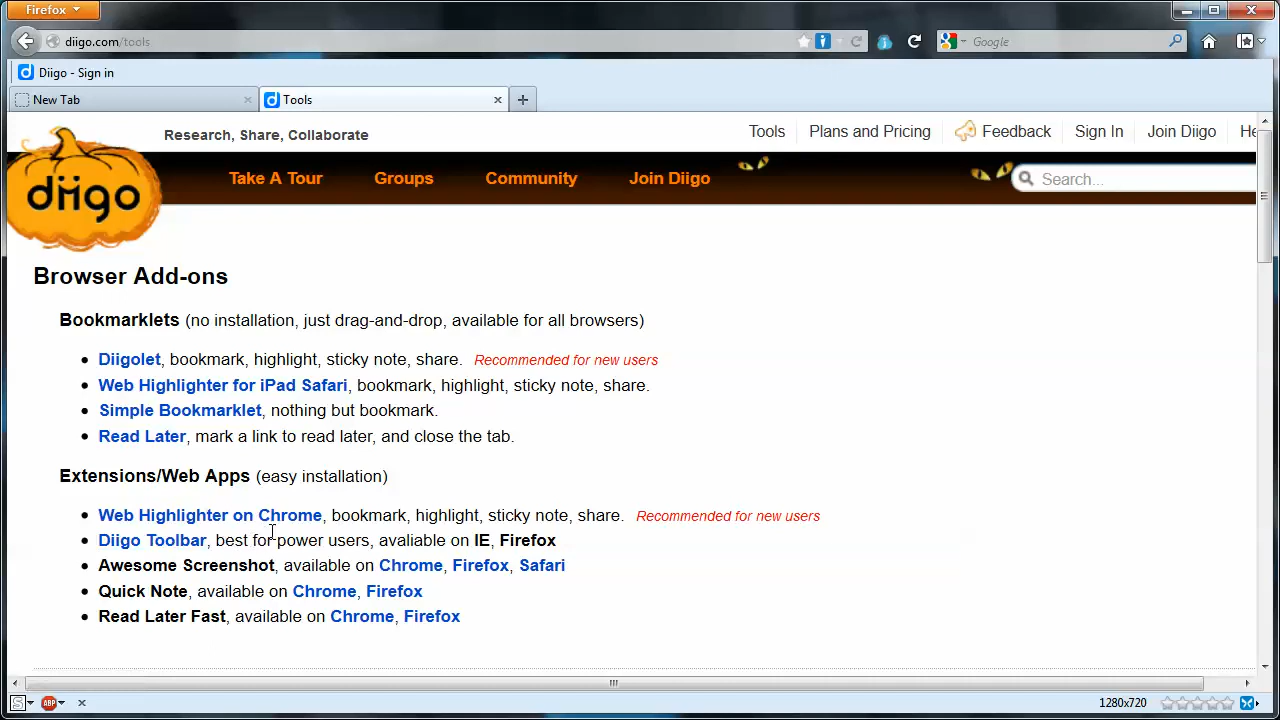 Firefox
diigo.com/tools
Google
Diigo - Sign in
New Tab
Tools
Research, Share, Collaborate
Tools
Plans and Pricing
Feedback
Sign In
Join Diigo
He
diigo
Take A Tour
Groups
Community
Join Diigo
Search...
Browser Add-ons
Bookmarklets (no installation, just drag-and-drop, available for all browsers)
Diigolet, bookmark, highlight, sticky note, share. Recommended for new users
Web Highlighter for iPad Safari, bookmark, highlight, sticky note, share.
Simple Bookmarklet, nothing but bookmark.
Read Later, mark a link to read later, and close the tab.
Extensions/Web Apps (easy installation)
Web Highlighter on Chrome, bookmark, highlight, sticky note, share. Recommended for new users
Diigo Toolbar, best for power users, avaliable on IE, Firefox
Awesome Screenshot, available on Chrome, Firefox, Safari
Quick Note, available on Chrome, Firefox
Read Later Fast, available on Chrome, Firefox
S
ABP
1280x720